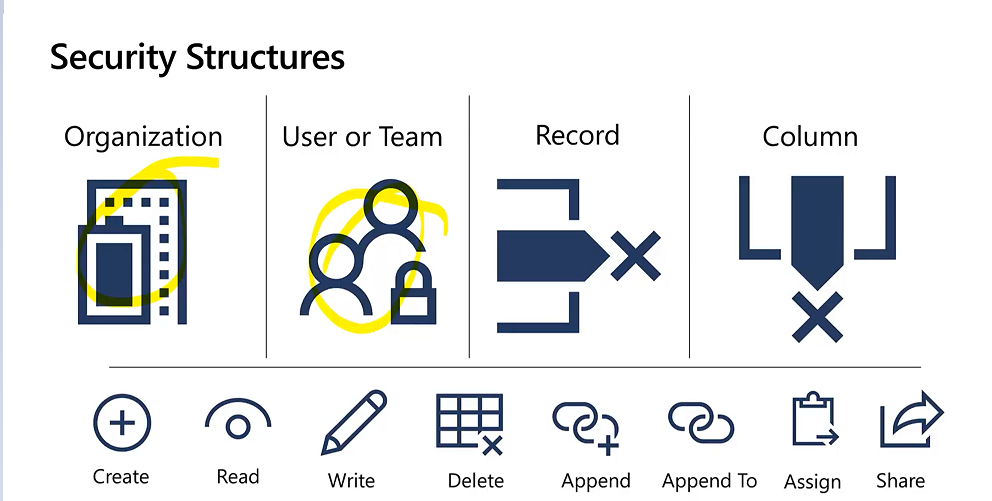 Security Structures
Organization
User or Team
Record
Column
Create
Read
Write
Delete
Append
Append To
Assign
Share